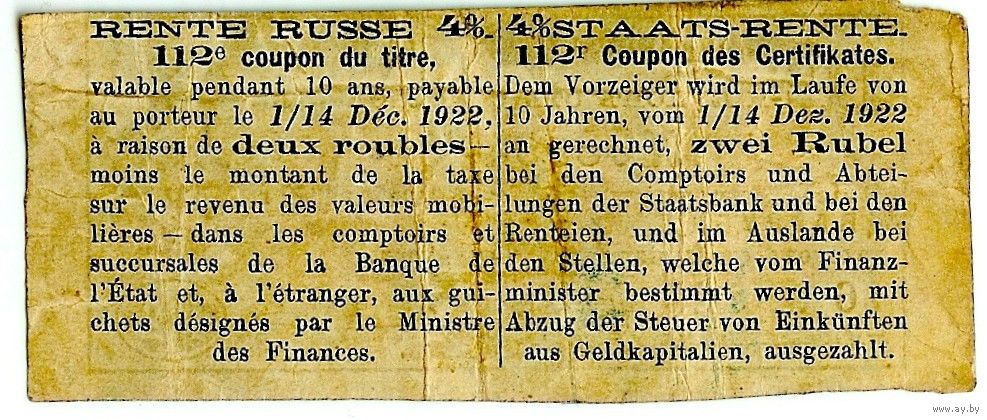 RENTE RUSSE 4%.
112e coupon du titre,
valable pendant 10 ans, payable
au porteur le 1/14 Déc. 1922,
à raison de deux roubles —
moins le montant de la taxe
sur le revenu des valeurs mobi-
lières — dans les comptoirs et
succursales de la Banque de
l'État et, à l'étranger, aux gui-
chets désignés par le Ministre
des Finances.
4% STAATS-RENTE.
112r Coupon des Certifikates.
Dem Vorzeiger wird im Laufe von
10 Jahren, vom 1/14 Dez. 1922
an gerechnet, zwei Rubel
bei den Comptoirs und Abtei-
lungen der Staatsbank und bei den
Renteien, und im Auslande bei
den Stellen, welche vom Finanz-
minister bestimmt werden, mit
Abzug der Steuer von Einkünften
aus Geldkapitalien, ausgezahlt.
www.ay.by